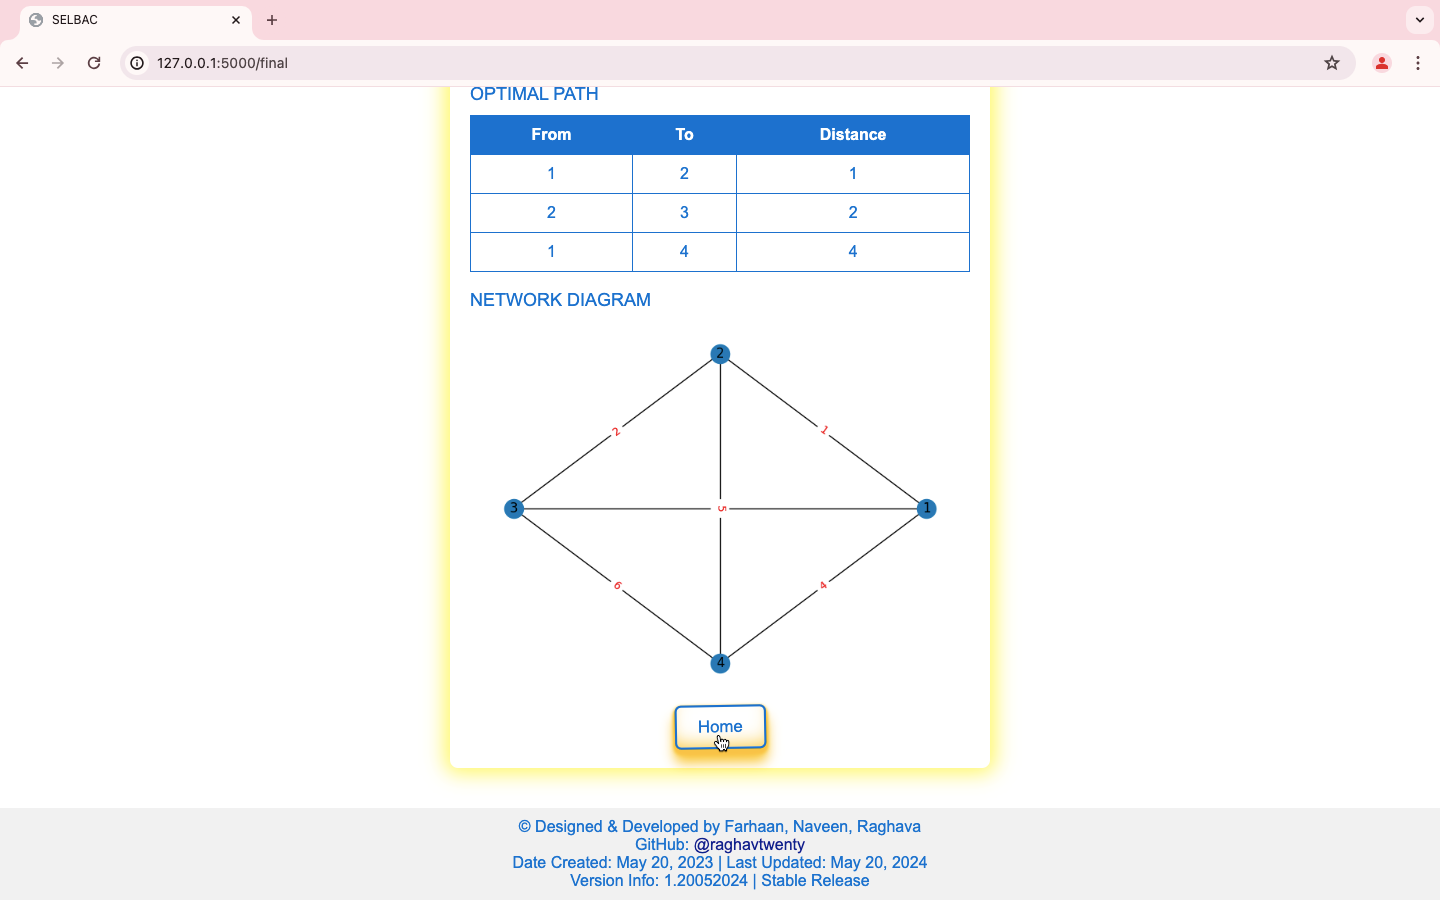 SELBAC
127.0.0.1:5000/final
OPTIMAL PATH
From To Distance
1 2 1
2 3 2
1 4 4
NETWORK DIAGRAM
2
2 1
3 5 1
6 4
4
Home
© Designed & Developed by Farhaan, Naveen, Raghava
GitHub: @raghavtwenty
Date Created: May 20, 2023 | Last Updated: May 20, 2024
Version Info: 1.20052024 | Stable Release